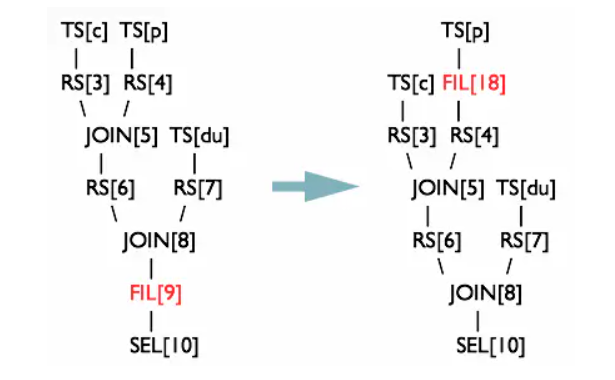 TS[c] TS[p]
RS[3] RS[4]
JOIN[5] TS[du]
RS[6] RS[7]
JOIN[8]
FIL[9]
SEL[10]
TS[p]
TS[c] FIL[18]
RS[3] RS[4]
JOIN[5] TS[du]
RS[6] RS[7]
JOIN[8]
SEL[10]